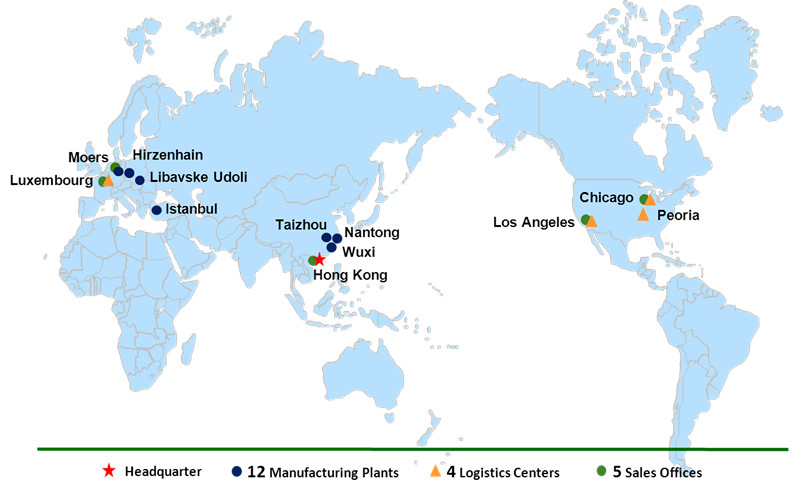 Moers
Hirzenhain
Luxembourg
Libavske Udoli
Istanbul
Taizhou
Nantong
Wuxi
Hong Kong
Chicago
Peoria
Los Angeles
Headquarter
12 Manufacturing Plants
4 Logistics Centers
5 Sales Offices